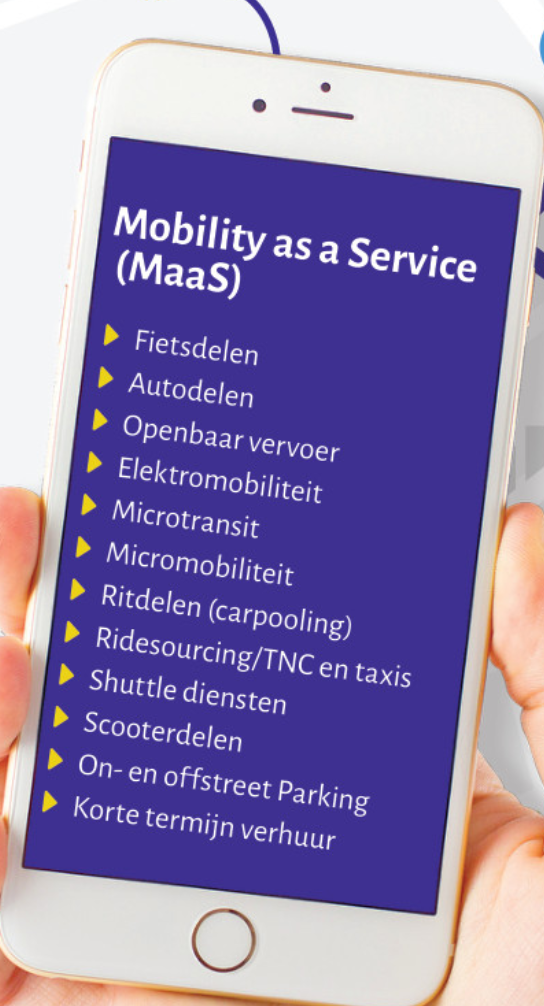 Mobility as a Service
(MaaS)
Fietsdelen
Autodelen
Openbaar vervoer
Elektromobiliteit
Microtransit
Micromobiliteit
Ritdelen (carpooling)
Ridesourcing/TNC en taxis
Shuttle diensten
Scooterdelen
On- en offstreet Parking
Korte termijn verhuur